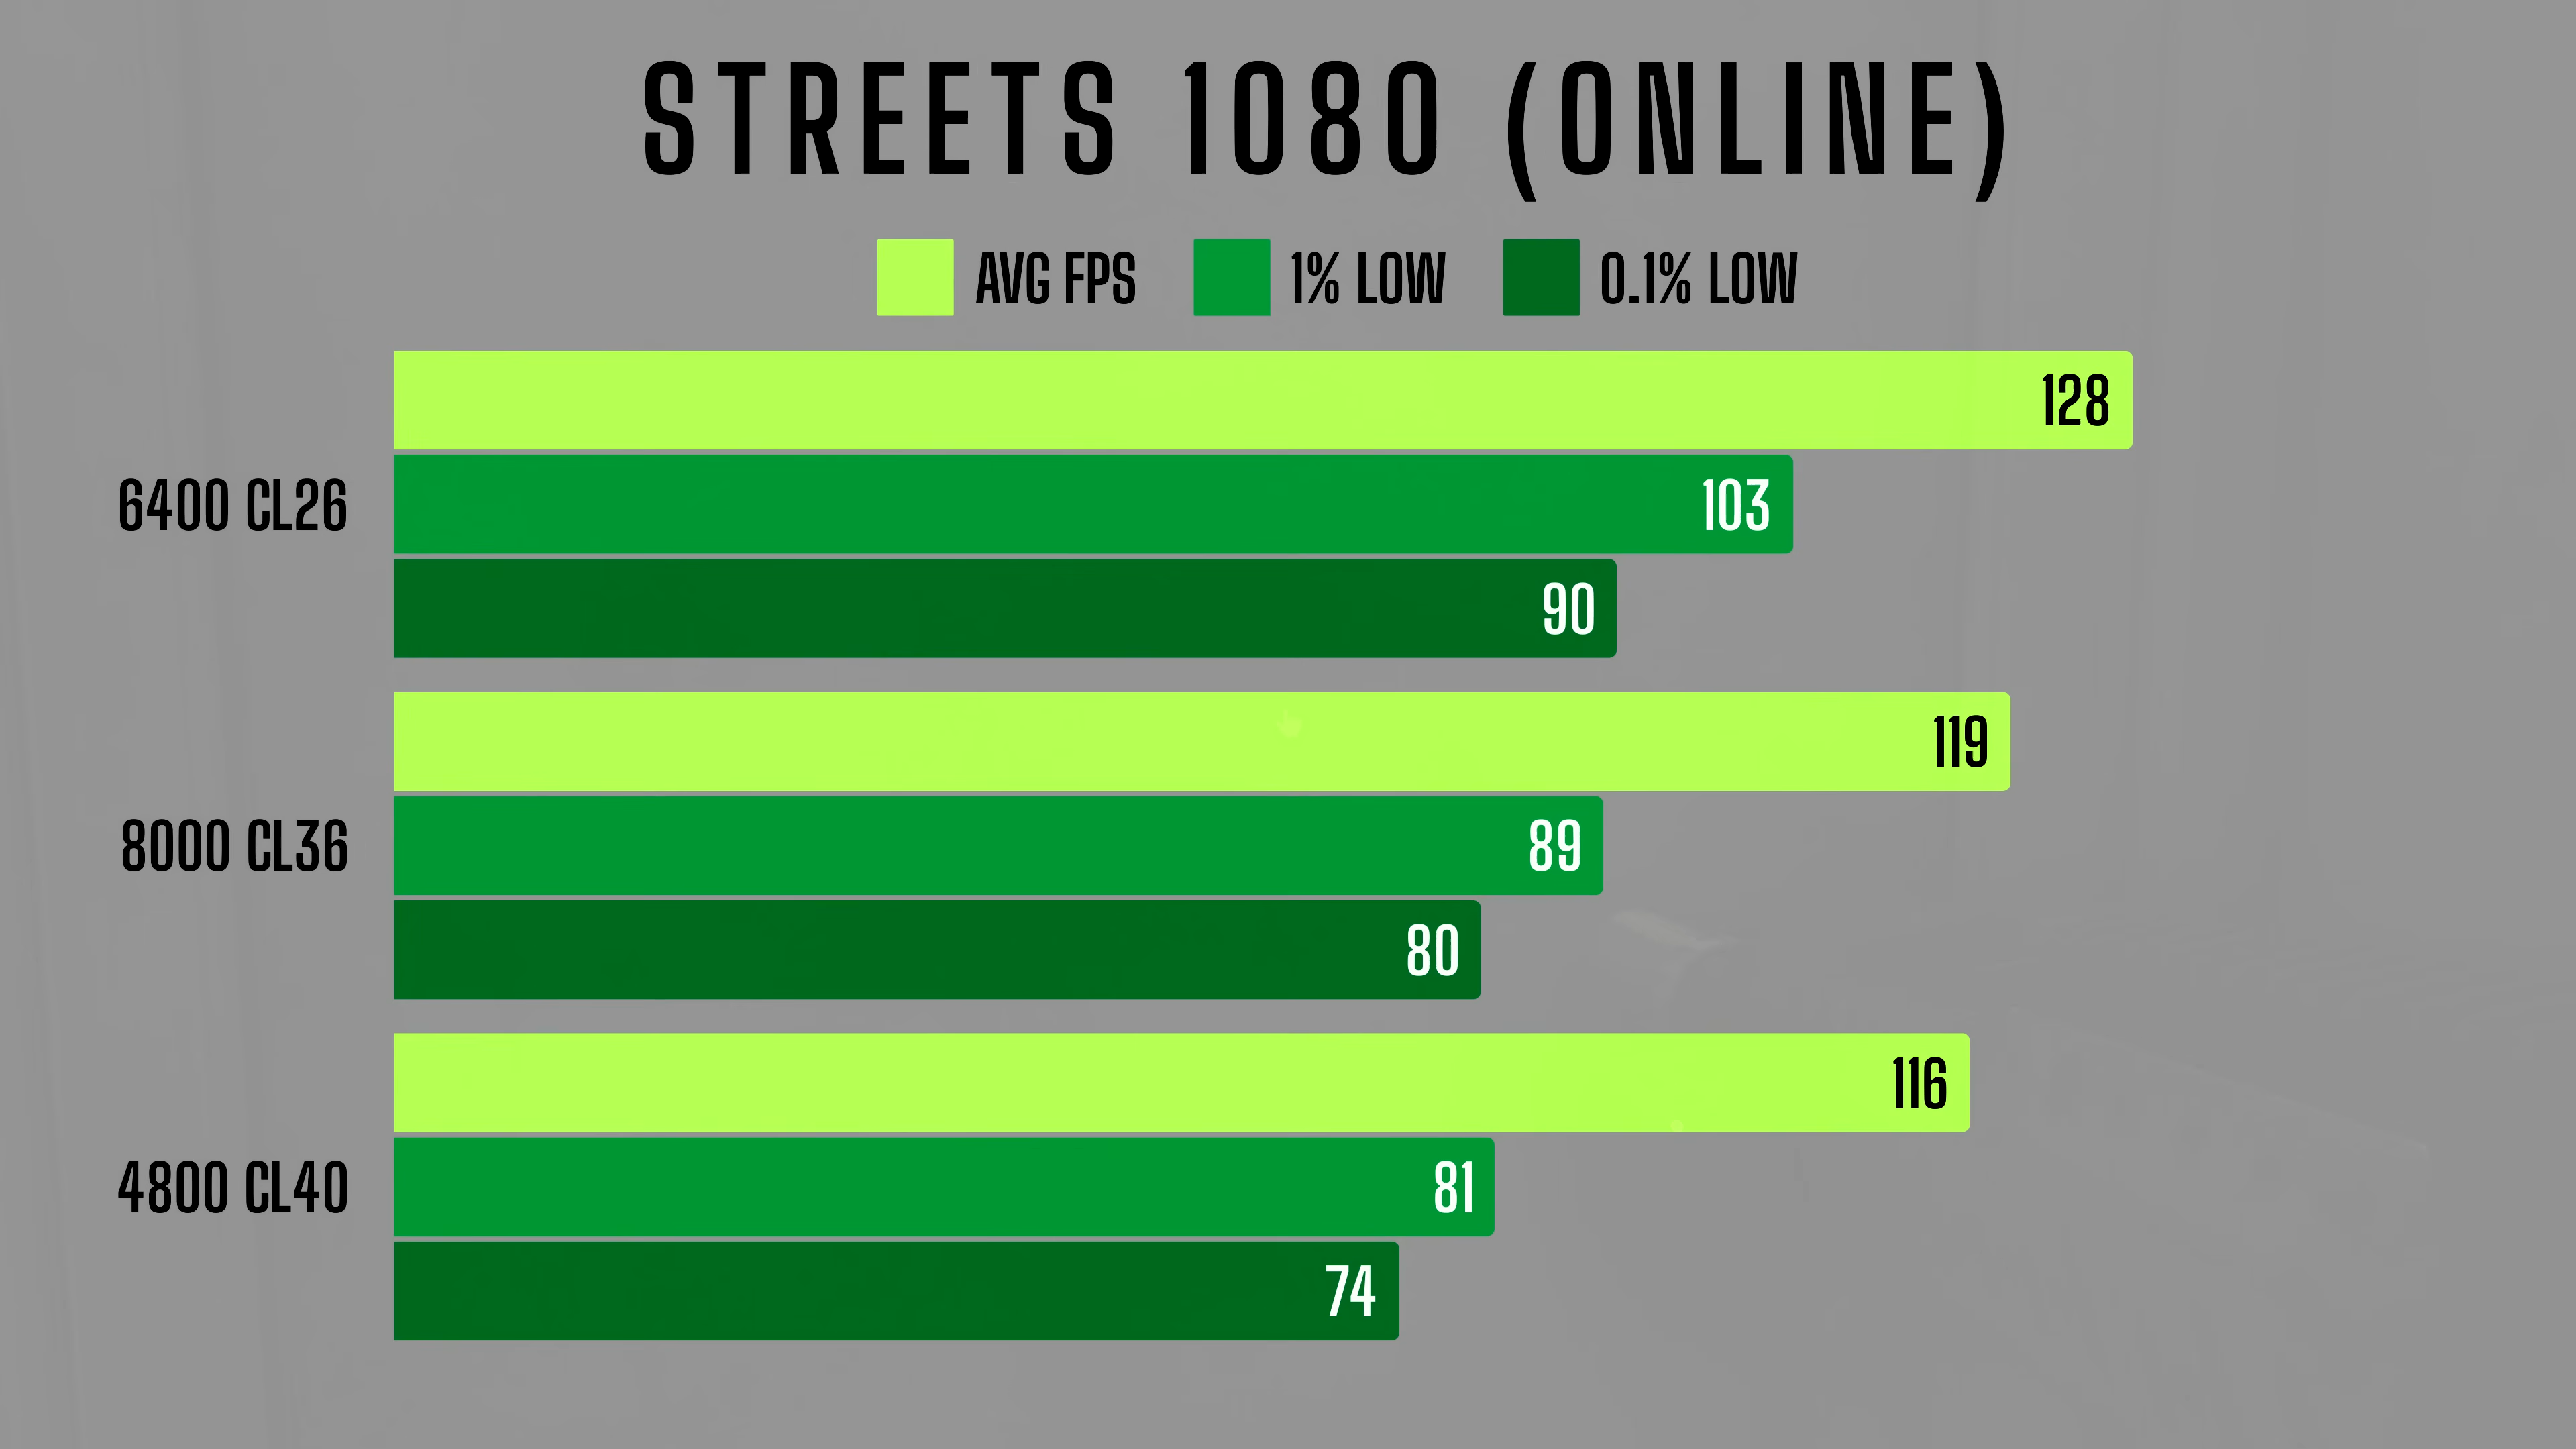 STREETS 1080 (ONLINE)
AVG FPS 1% LOW 0.1% LOW
128
6400 CL26 103
90
119
8000 CL36 89
80
116
4800 CL40 81
74